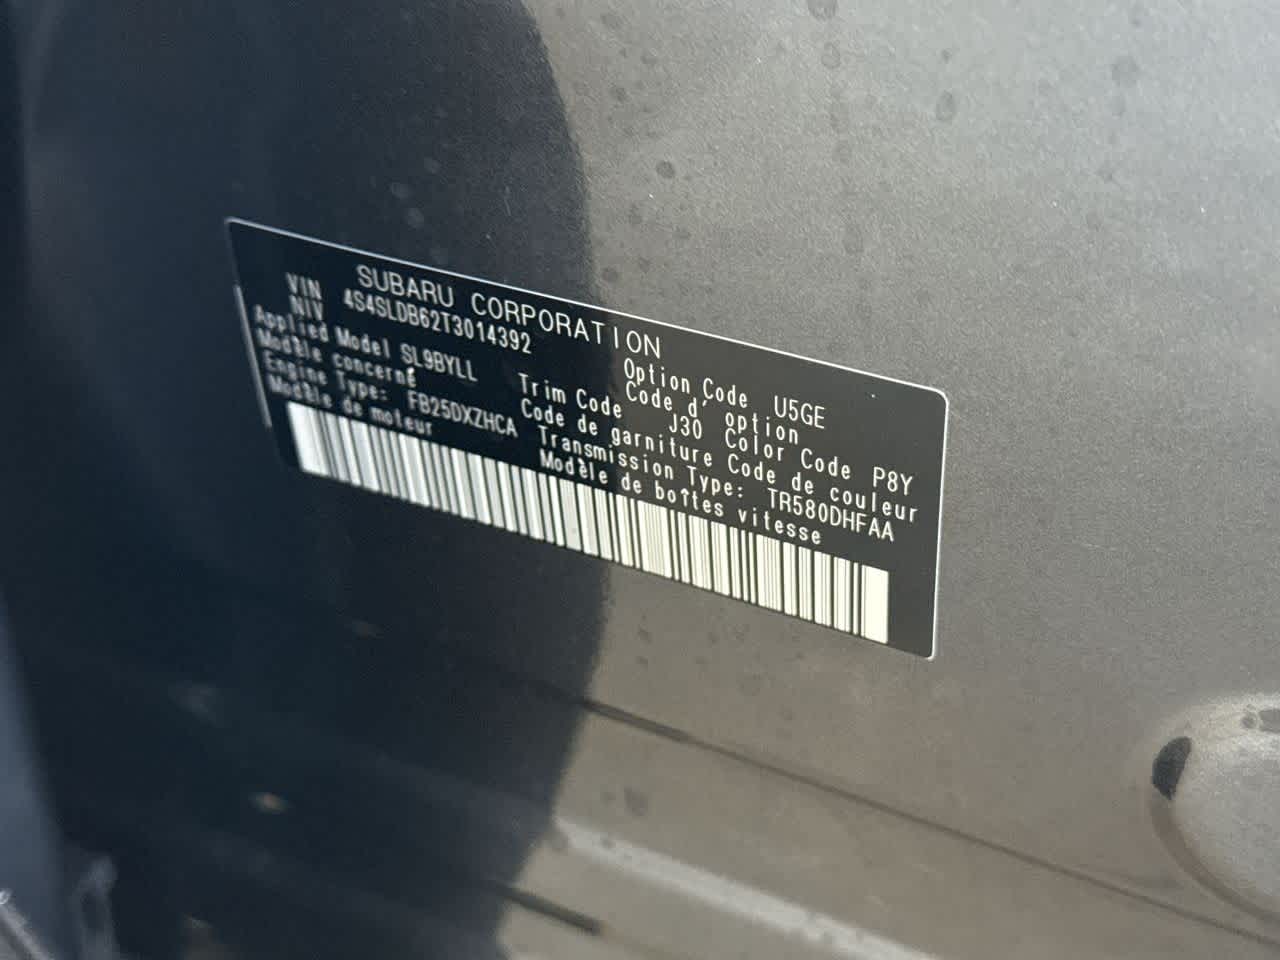 SUBARU CORPORATION
VIN
NIV 4S4SLDB62T3014392
Option Code U5GE
Code d' option
Applied Model SL9BYLL
Modèle concerné
Trim Code J30 Color Code P8Y
Code de garniture Code de couleur
Engine Type: FB25DXZHCA
Modèle de moteur
Transmission Type: TR580DHFAA
Modèle de boîtes vitesse